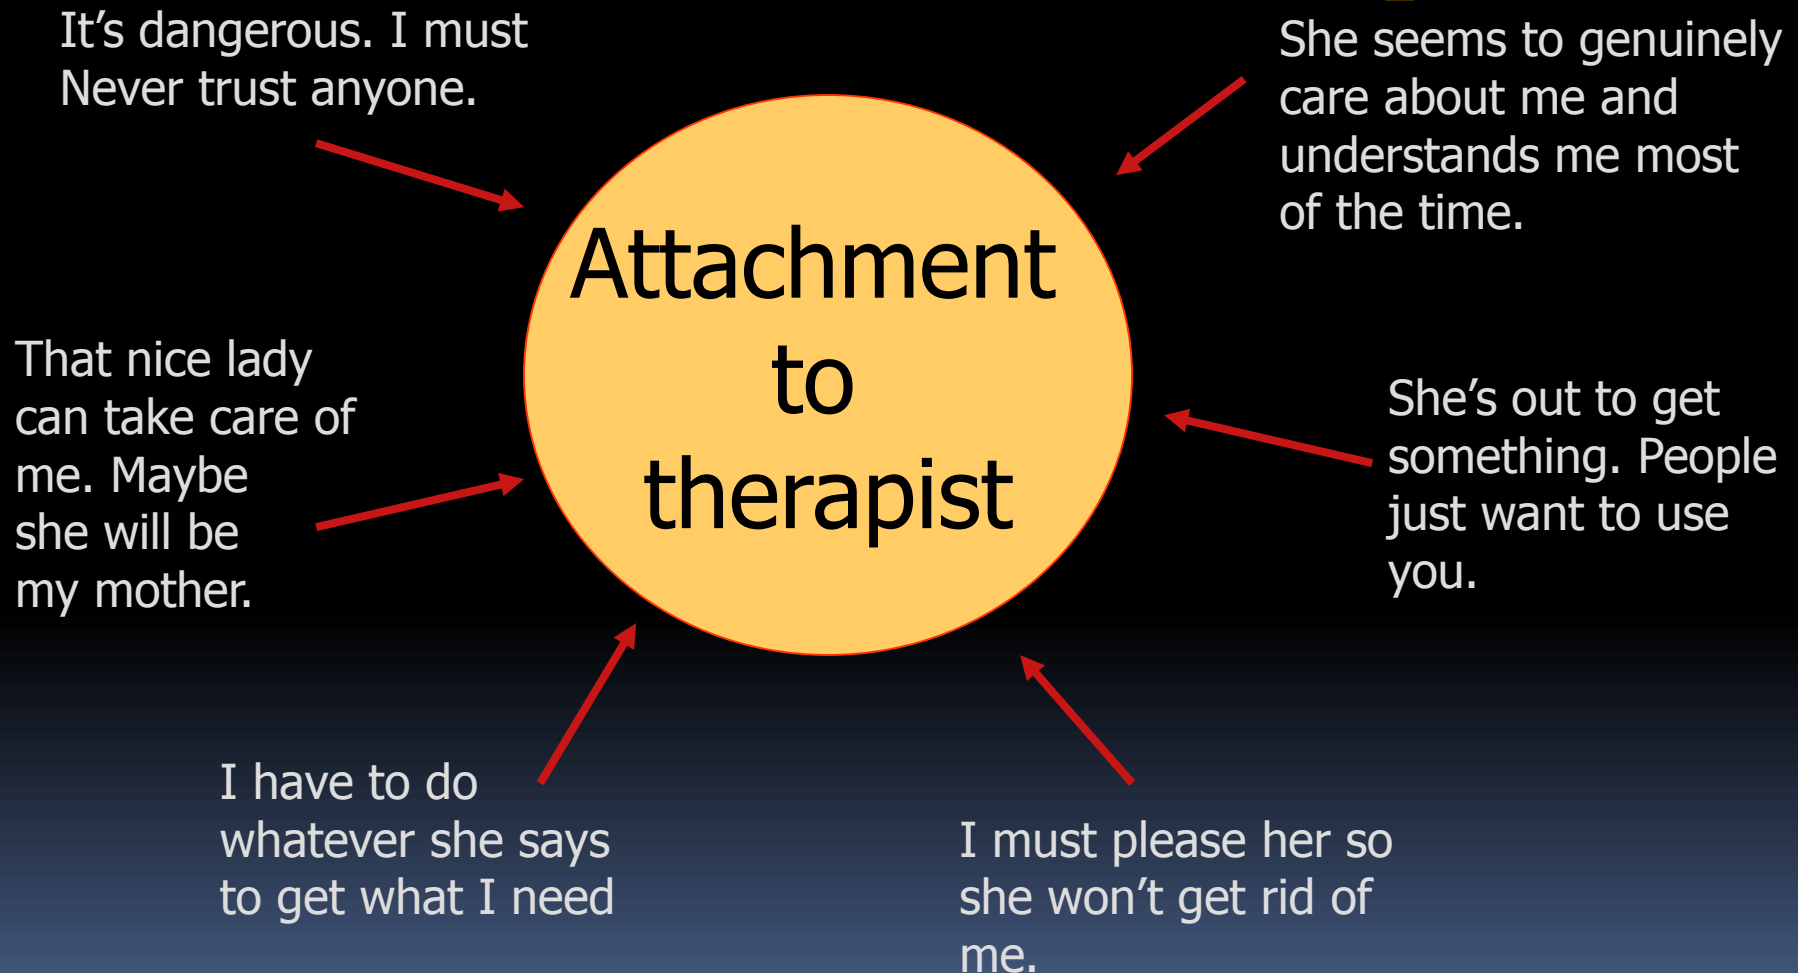 It’s dangerous. I must
Never trust anyone.
She seems to genuinely
care about me and
understands me most
of the time.
Attachment
to
therapist
That nice lady
can take care of
me. Maybe
she will be
my mother.
She’s out to get
something. People
just want to use
you.
I have to do
whatever she says
to get what I need
I must please her so
she won’t get rid of
me.